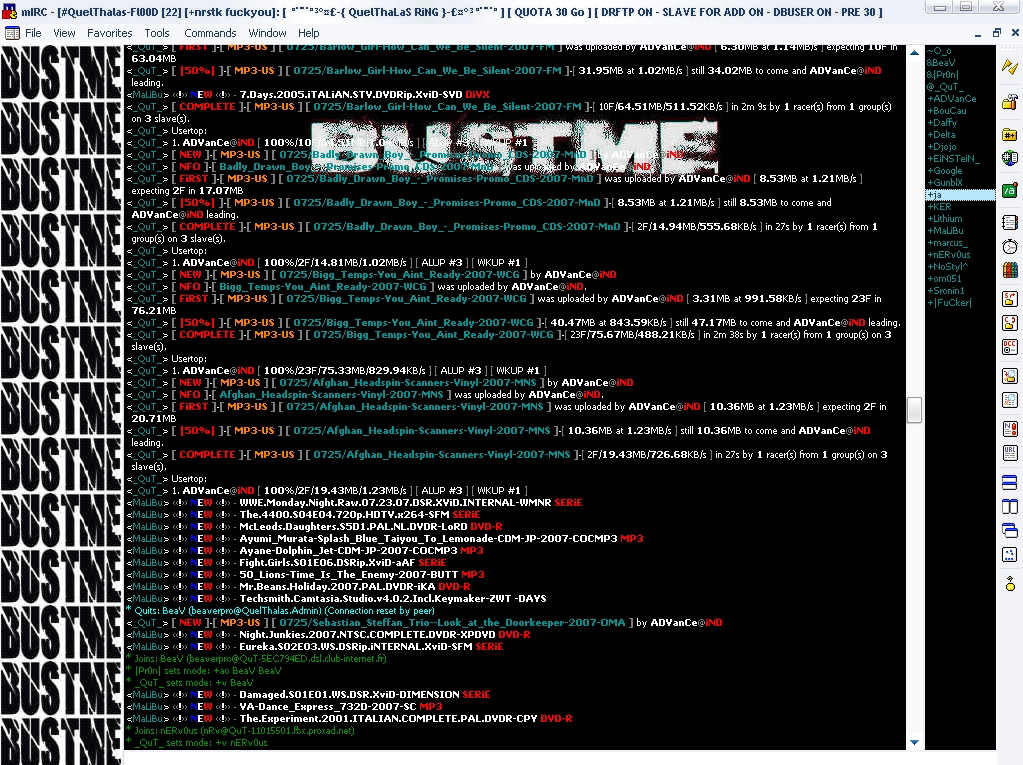 mIRC - [#QuelThalas-Fl00D [22] [+nrstk fuckyou]: [ °¨¨°º³°¤£-{ QuelThaLaS RiNG }-£¤°³º°¨¨° ] [ QUOTA 30 Go ] [ DRFTP ON - SLAVE FOR ADD ON - DBUSER ON - PRE 30 ]
File View Favorites Tools Commands Window Help
<_QuT_> [ FiRST ]-[ MP3-US ] [ 0725/Barlow_Girl-How_Can_We_Be_Silent-2007-FM ] was uploaded by ADVanCe@iND [ 6.30MB at 1.14MB/s ] expecting 10F in
63.04MB
<_QuT_> [ |50%| ]-[ MP3-US ] [ 0725/Barlow_Girl-How_Can_We_Be_Silent-2007-FM ]-[ 31.95MB at 1.02MB/s ] still 34.02MB to come and ADVanCe@iND
leading.
<MaLiBu> ‹‹!›› NEW ‹‹!›› - 7.Days.2005.iTALiAN.STV.DVDRip.XviD-SVD DiVX
<_QuT_> [ COMPLETE ]-[ MP3-US ] [ 0725/Barlow_Girl-How_Can_We_Be_Silent-2007-FM ]-[ 10F/64.51MB/511.52KB/s ] in 2m 9s by 1 racer(s) from 1 group(s)
on 3 slave(s).
<_QuT_> Usertop:
<_QuT_> 1. ADVanCe@iND [ 100%/10 ALUP #3 WKUP #1 ]
BUSTME
<_QuT_> [ NEW ]-[ MP3-US ] [ 0725/Badly_Drawn_Boy_-_Promises-Promo_CDS-2007-MnD ] by ADVanCe@iND
<_QuT_> [ NFO ]-[ Badly_Drawn_Boy_-_Promises-Promo_CDS-2007-MnD ] was uploaded by ADVanCe@iND.
<_QuT_> [ FiRST ]-[ MP3-US ] [ 0725/Badly_Drawn_Boy_-_Promises-Promo_CDS-2007-MnD ] was uploaded by ADVanCe@iND [ 8.53MB at 1.21MB/s ]
expecting 2F in 17.07MB
<_QuT_> [ |50%| ]-[ MP3-US ] [ 0725/Badly_Drawn_Boy_-_Promises-Promo_CDS-2007-MnD ]-[ 8.53MB at 1.21MB/s ] still 8.53MB to come and
ADVanCe@iND leading.
<_QuT_> [ COMPLETE ]-[ MP3-US ] [ 0725/Badly_Drawn_Boy_-_Promises-Promo_CDS-2007-MnD ]-[ 2F/14.94MB/555.68KB/s ] in 27s by 1 racer(s) from 1
group(s) on 3 slave(s).
<_QuT_> Usertop:
<_QuT_> 1. ADVanCe@iND [ 100%/2F/14.81MB/1.02MB/s ] [ ALUP #3 ] [ WKUP #1 ]
<_QuT_> [ NEW ]-[ MP3-US ] [ 0725/Bigg_Temps-You_Aint_Ready-2007-WCG ] by ADVanCe@iND
<_QuT_> [ NFO ]-[ Bigg_Temps-You_Aint_Ready-2007-WCG ] was uploaded by ADVanCe@iND.
<_QuT_> [ FiRST ]-[ MP3-US ] [ 0725/Bigg_Temps-You_Aint_Ready-2007-WCG ] was uploaded by ADVanCe@iND [ 3.31MB at 991.58KB/s ] expecting 23F in
76.21MB
<_QuT_> [ |50%| ]-[ MP3-US ] [ 0725/Bigg_Temps-You_Aint_Ready-2007-WCG ]-[ 40.47MB at 843.59KB/s ] still 47.17MB to come and ADVanCe@iND leading.
<_QuT_> [ COMPLETE ]-[ MP3-US ] [ 0725/Bigg_Temps-You_Aint_Ready-2007-WCG ]-[ 23F/75.67MB/488.21KB/s ] in 2m 38s by 1 racer(s) from 1 group(s) on 3
slave(s).
<_QuT_> Usertop:
<_QuT_> 1. ADVanCe@iND [ 100%/23F/75.33MB/829.94KB/s ] [ ALUP #3 ] [ WKUP #1 ]
<_QuT_> [ NEW ]-[ MP3-US ] [ 0725/Afghan_Headspin-Scanners-Vinyl-2007-MNS ] by ADVanCe@iND
<_QuT_> [ NFO ]-[ Afghan_Headspin-Scanners-Vinyl-2007-MNS ] was uploaded by ADVanCe@iND.
<_QuT_> [ FiRST ]-[ MP3-US ] [ 0725/Afghan_Headspin-Scanners-Vinyl-2007-MNS ] was uploaded by ADVanCe@iND [ 10.36MB at 1.23MB/s ] expecting 2F in
20.71MB
<_QuT_> [ |50%| ]-[ MP3-US ] [ 0725/Afghan_Headspin-Scanners-Vinyl-2007-MNS ]-[ 10.36MB at 1.23MB/s ] still 10.36MB to come and ADVanCe@iND
leading.
<_QuT_> [ COMPLETE ]-[ MP3-US ] [ 0725/Afghan_Headspin-Scanners-Vinyl-2007-MNS ]-[ 2F/19.43MB/726.68KB/s ] in 27s by 1 racer(s) from 1 group(s) on 3
slave(s).
<_QuT_> Usertop:
<_QuT_> 1. ADVanCe@iND [ 100%/2F/19.43MB/1.23MB/s ] [ ALUP #3 ] [ WKUP #1 ]
<MaLiBu> ‹‹!›› NEW ‹‹!›› - WWE.Monday.Night.Raw.07.23.07.DSR.XViD.INTERNAL-WMNR SERiE
<MaLiBu> ‹‹!›› NEW ‹‹!›› - The.4400.S04E04.720p.HDTV.x264-SFM SERiE
<MaLiBu> ‹‹!›› NEW ‹‹!›› - McLeods.Daughters.S5D1.PAL.NL.DVDR-LoRD DVD-R
<MaLiBu> ‹‹!›› NEW ‹‹!›› - Ayumi_Murata-Splash_Blue_Taiyou_To_Lemonade-CDM-JP-2007-COCMP3 MP3
<MaLiBu> ‹‹!›› NEW ‹‹!›› - Ayane-Dolphin_Jet-CDM-JP-2007-COCMP3 MP3
<MaLiBu> ‹‹!›› NEW ‹‹!›› - Fight.Girls.S01E06.DSRip.XviD-aAF SERiE
<MaLiBu> ‹‹!›› NEW ‹‹!›› - 50_Lions-Time_Is_The_Enemy-2007-BUTT MP3
<MaLiBu> ‹‹!›› NEW ‹‹!›› - Mr.Beans.Holiday.2007.PAL.DVDR-iKA DVD-R
<MaLiBu> ‹‹!›› NEW ‹‹!›› - Techsmith.Camtasia.Studio.v4.0.2.Incl.Keymaker-ZWT -DAYS
* Quits: BeaV (beaverpro@QuelThalas.Admin) (Connection reset by peer)
<_QuT_> [ NEW ]-[ MP3-US ] [ 0725/Sebastian_Steffan_Trio--Look_at_the_Doorkeeper-2007-DMA ] by ADVanCe@iND
<MaLiBu> ‹‹!›› NEW ‹‹!›› - Night.Junkies.2007.NTSC.COMPLETE.DVDR-XPDVD DVD-R
<MaLiBu> ‹‹!›› NEW ‹‹!›› - Eureka.S02E03.WS.DSRip.iNTERNAL.XviD-SFM SERiE
* Joins: BeaV (beaverpro@QuT-5EC794ED.dsl.club-internet.fr)
* |Pr0n| sets mode: +ao BeaV BeaV
* _QuT_ sets mode: +v BeaV
<MaLiBu> ‹‹!›› NEW ‹‹!›› - Damaged.S01E01.WS.DSR.XviD-DIMENSION SERiE
<MaLiBu> ‹‹!›› NEW ‹‹!›› - VA-Dance_Express_732D-2007-SC MP3
<MaLiBu> ‹‹!›› NEW ‹‹!›› - The.Experiment.2001.ITALIAN.COMPLETE.PAL.DVDR-CPY DVD-R
* Joins: nERv0us (nRv@QuT-11015501.fbx.proxad.net)
* _QuT_ sets mode: +v nERv0us
~O_o
&BeaV
&|Pr0n|
@_QuT_
+ADVanCe
+BouCau
+Daffy
+Delta
+Djojo
+EiNSTeiN_
+Google
+GunbIX
+ja
+KER
+Lithium
+MaLiBu
+marcus_
+nERv0us
+NoStyl^
+om051
+Sronin1
+|FuCker|
BUSTME
BUSTME
BUSTME
BUSTME
BUSTME